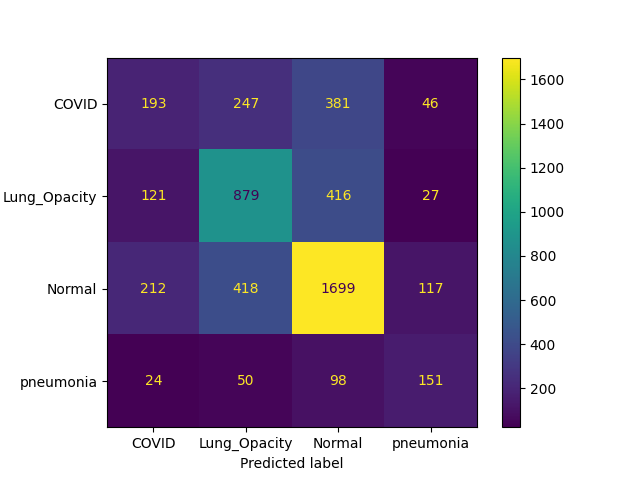 COVID 193 247 381 46
Lung_Opacity 121 879 416 27
Normal 212 418 1699 117
pneumonia 24 50 98 151
COVID Lung_Opacity Normal pneumonia
Predicted label
1600
1400
1200
1000
800
600
400
200